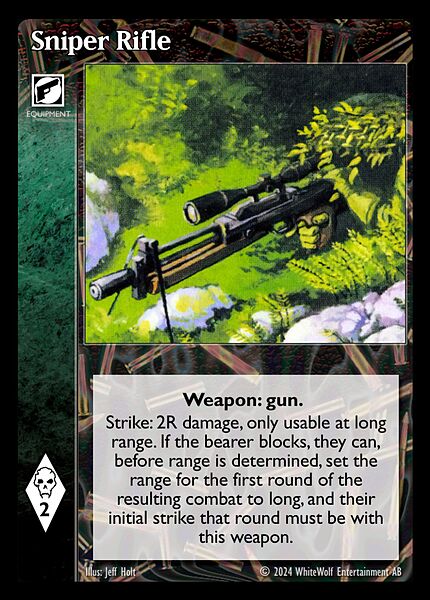 Sniper Rifle
EQUIPMENT
Weapon: gun.
Strike: 2R damage, only usable at long
range. If the bearer blocks, they can,
before range is determined, set the
range for the first round of the
resulting combat to long, and their
initial strike that round must be with
this weapon.
2
Illus: Jeff Holt
© 2024 WhiteWolf Entertainment AB